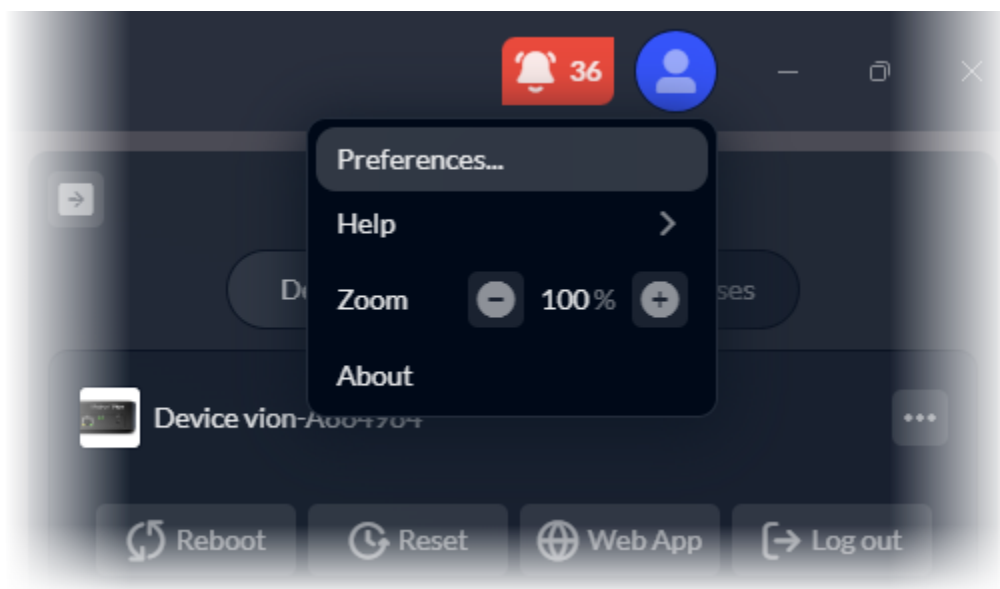 36
Preferences...
Help
Zoom 100%
About
Device vion-
Reboot Reset Web App Log out